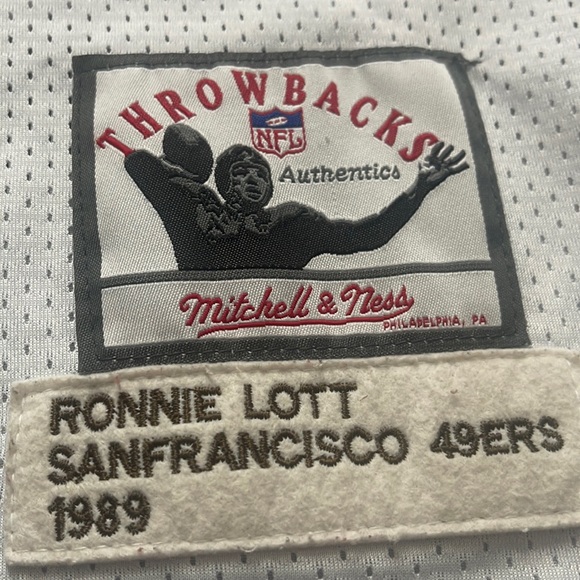 THROWBACKS
NFL
Authentics
Mitchell & Ness
PHILADELPHIA, PA
RONNIE LOTT
SANFRANCISCO 49ERS
1989